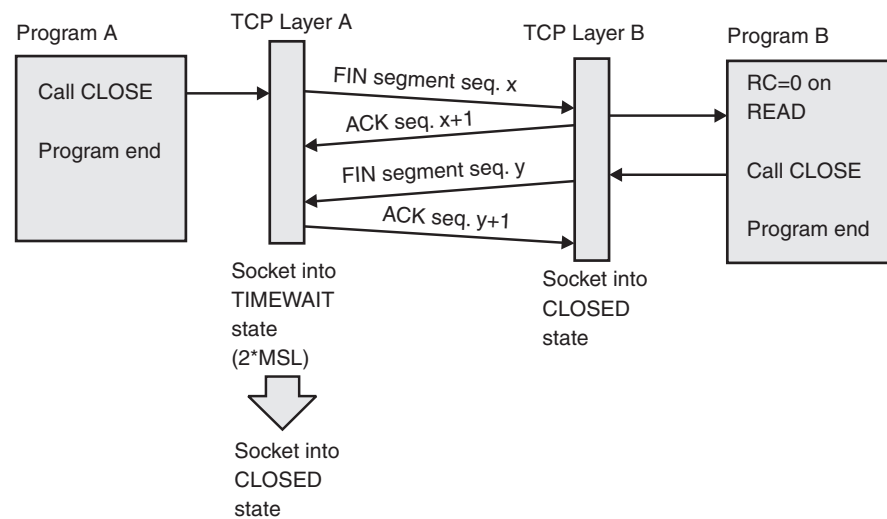 Program A
TCP Layer A
TCP Layer B
Program B
Call CLOSE
Program end
FIN segment seq. x
ACK seq. x+1
FIN segment seq. y
ACK seq. y+1
RC=0 on
READ
Call CLOSE
Program end
Socket into
TIMEWAIT
state
(2*MSL)
Socket into
CLOSED
state
Socket into
CLOSED
state